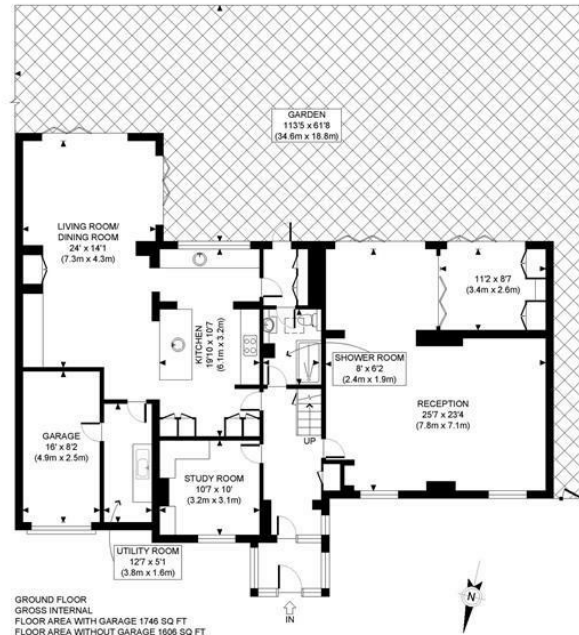 GARDEN
113'5 x 61'8
(34.6m x 18.8m)
LIVING ROOM/
DINING ROOM
24' x 14'1
(7.3m x 4.3m)
11'2 x 8'7
(3.4m x 2.6m)
KITCHEN
19'10 x 10'7
(6.1m x 3.2m)
SHOWER ROOM
8' x 6'2
(2.4m x 1.9m)
RECEPTION
25'7 x 23'4
(7.8m x 7.1m)
GARAGE
16' x 8'2
(4.9m x 2.5m)
UP
STUDY ROOM
10'7 x 10'
(3.2m x 3.1m)
UTILITY ROOM
12'7 x 5'1
(3.8m x 1.6m)
N
IN
GROUND FLOOR
GROSS INTERNAL
FLOOR AREA WITH GARAGE 1746 SQ FT
FLOOR AREA WITHOUT GARAGE 1606 SQ FT